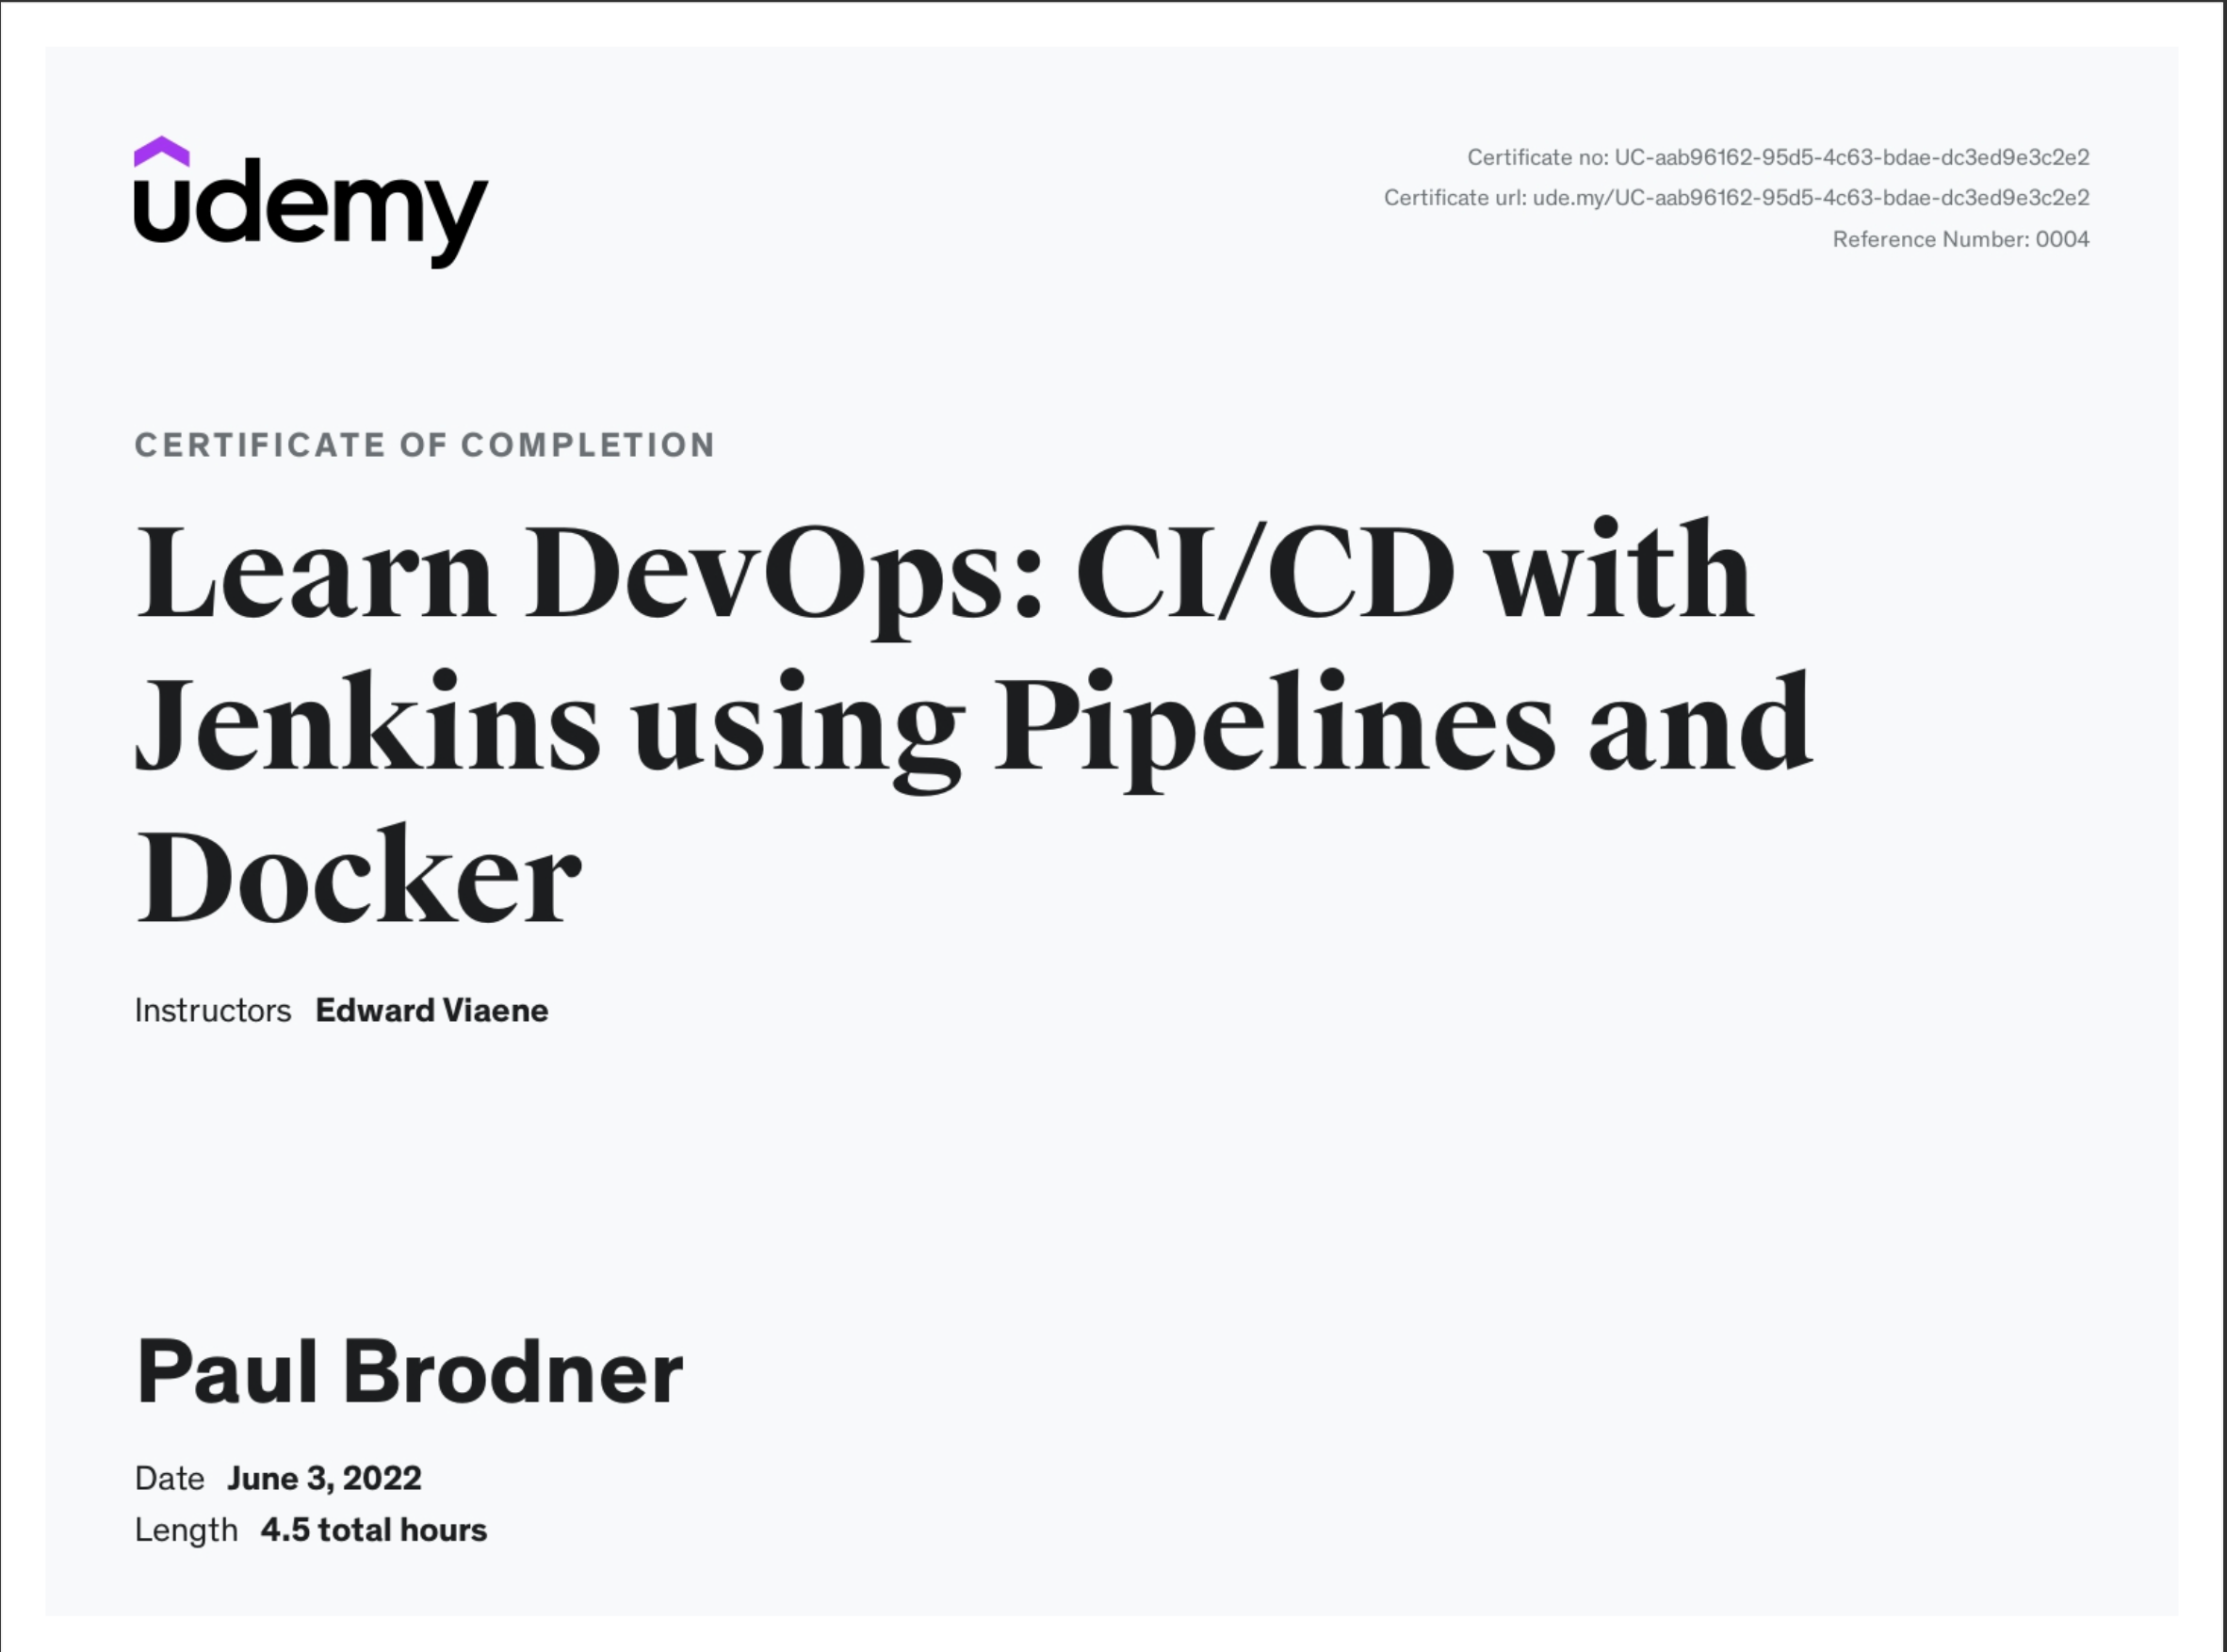 udemy
Certificate no: UC-aab96162-95d5-4c63-bdae-dc3ed9e3c2e2
Certificate url: ude.my/UC-aab96162-95d5-4c63-bdae-dc3ed9e3c2e2
Reference Number: 0004
CERTIFICATE OF COMPLETION
Learn DevOps: CI/CD with
Jenkins using Pipelines and
Docker
Instructors Edward Viaene
Paul Brodner
Date June 3, 2022
Length 4.5 total hours